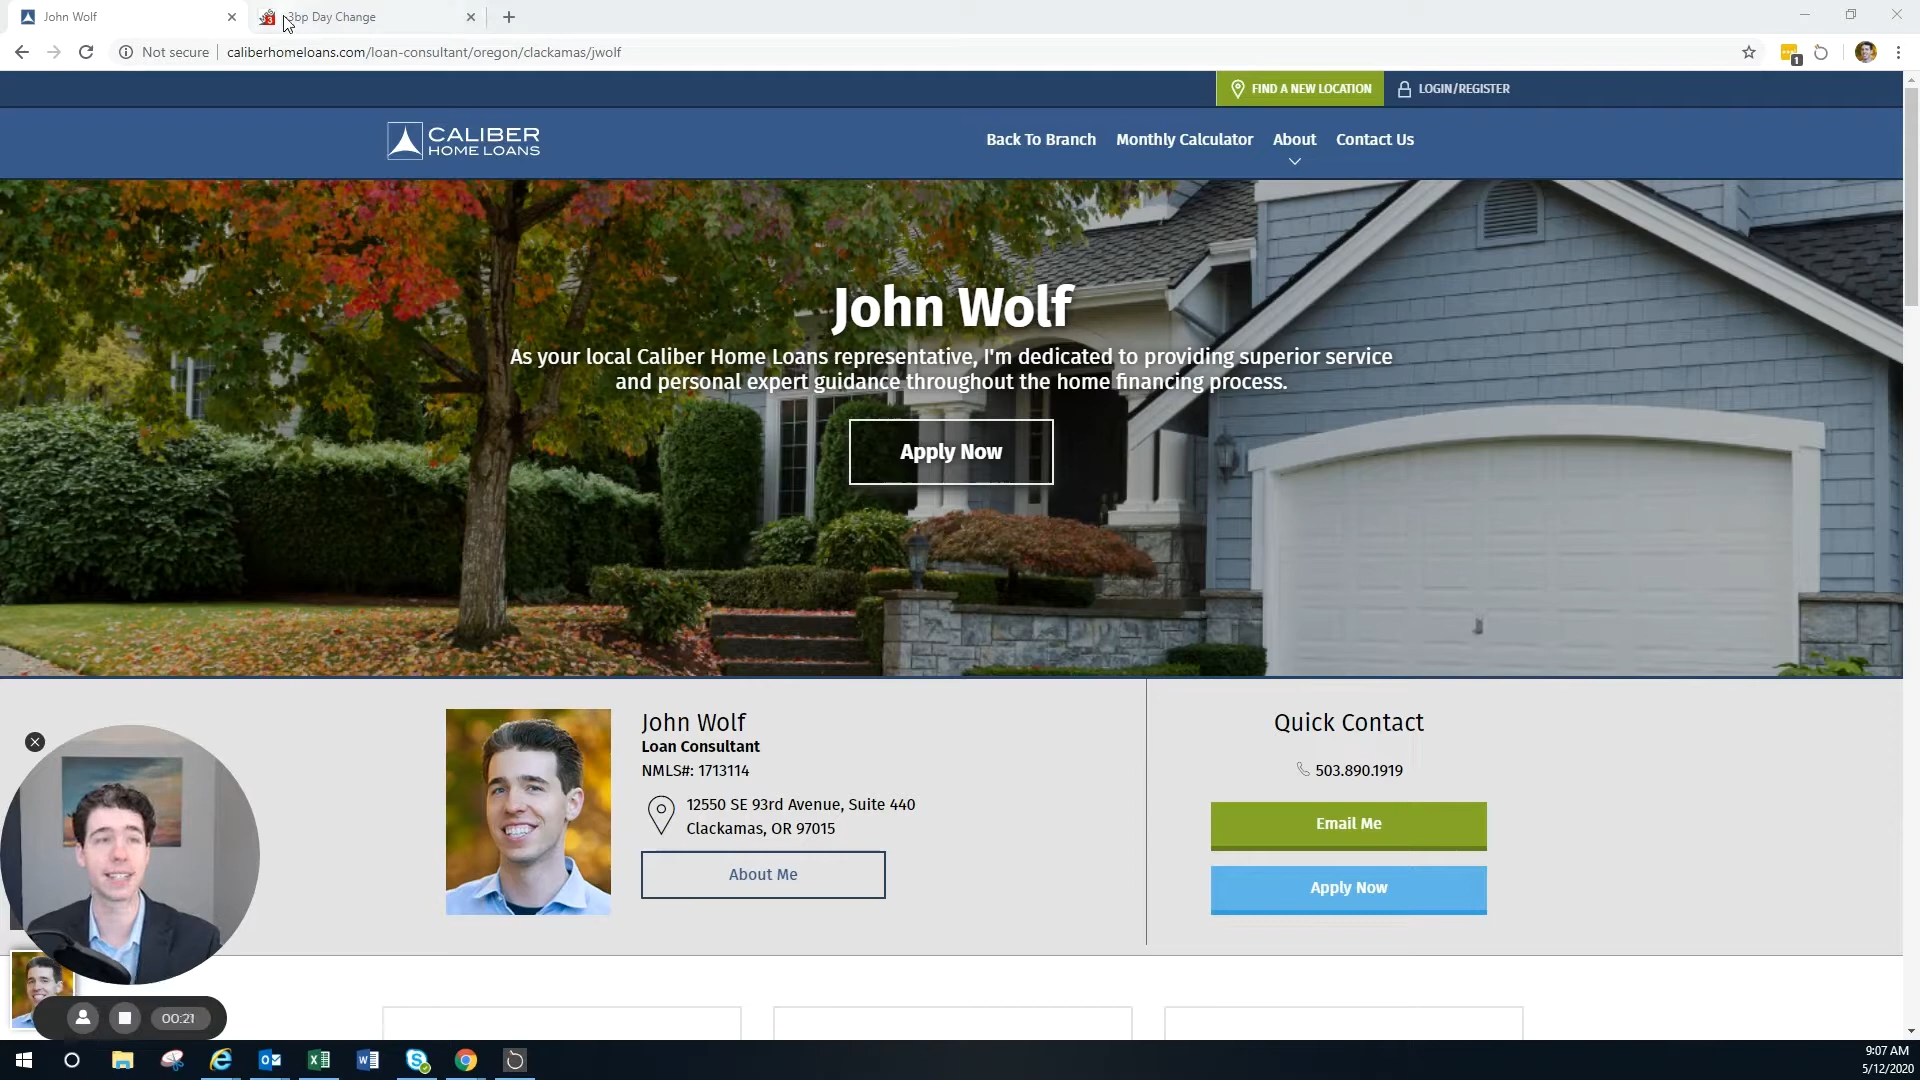 John Wolf
3bp Day Change
Not secure
caliberhomeloans.com/loan-consultant/oregon/clackamas/jwolf
1
FIND A NEW LOCATION
LOGIN/REGISTER
CALIBER
HOME LOANS
Back To Branch
Monthly Calculator
About
Contact Us
John Wolf
As your local Caliber Home Loans representative, I'm dedicated to providing superior service
and personal expert guidance throughout the home financing process.
Apply Now
John Wolf
Loan Consultant
NMLS#: 1713114
12550 SE 93rd Avenue, Suite 440
Clackamas, OR 97015
About Me
Quick Contact
503.890.1919
Email Me
Apply Now
00:21
9:07 AM
5/12/2020